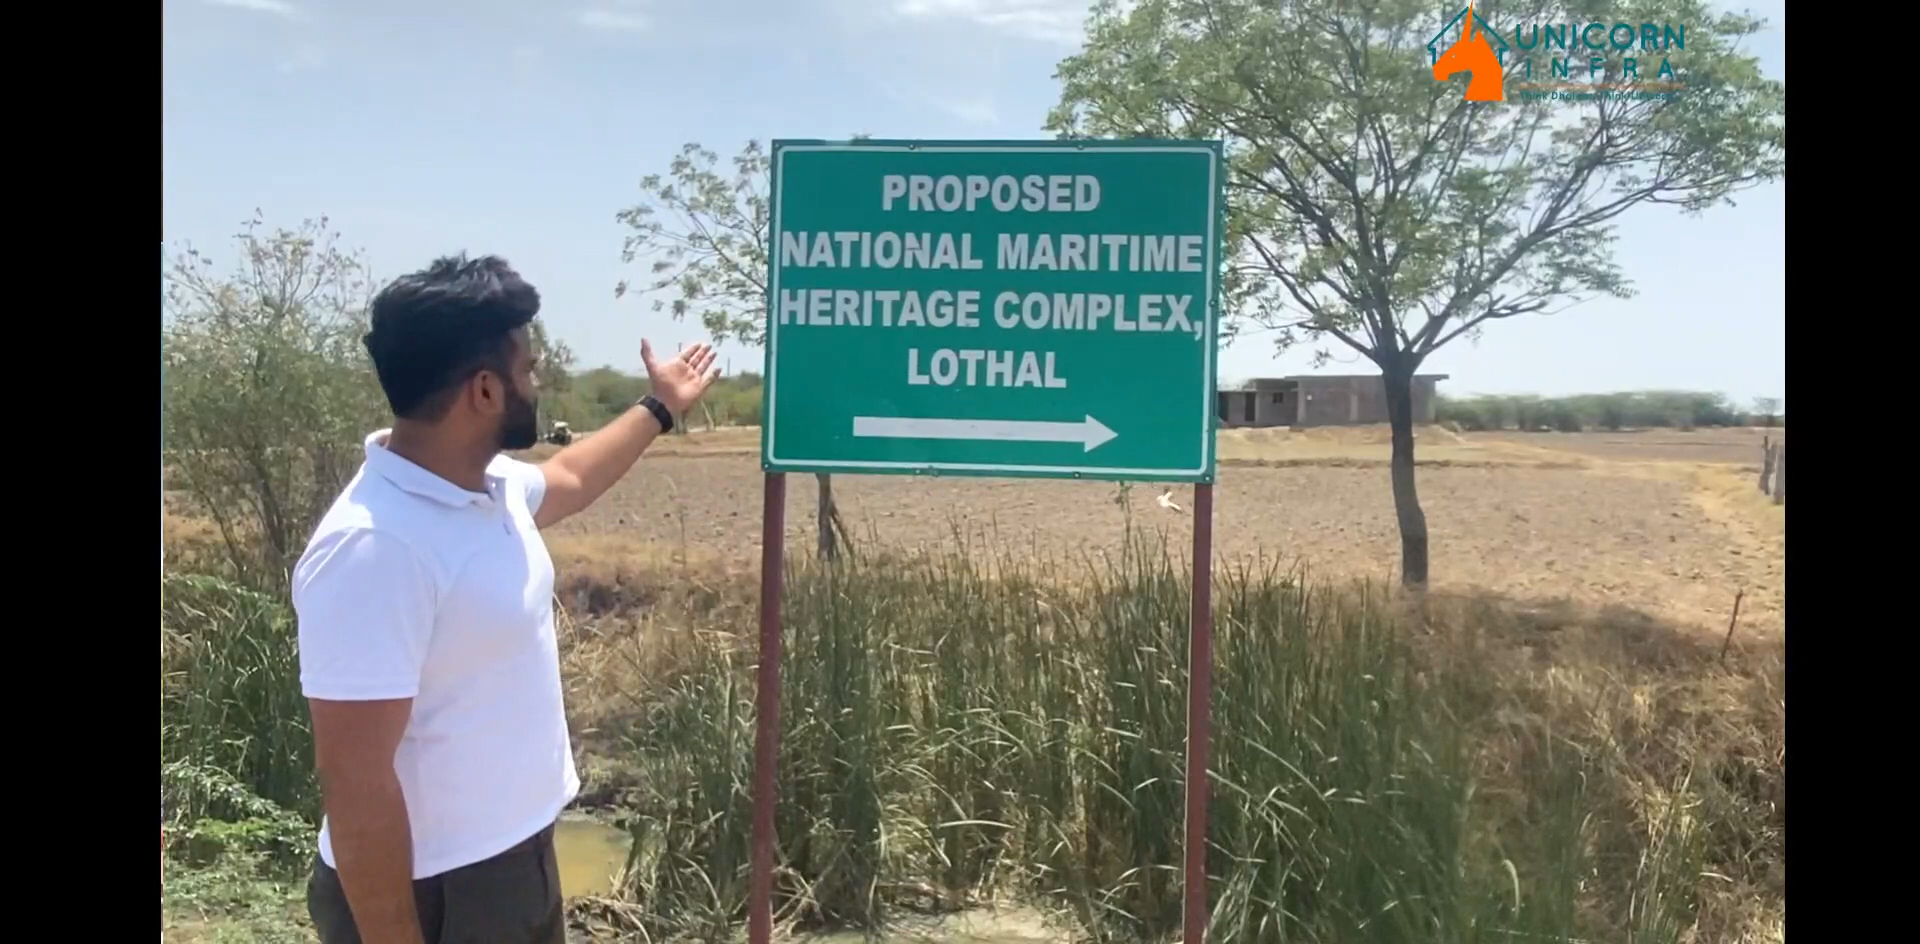 UNICORN
INFRA
PROPOSED
NATIONAL MARITIME
HERITAGE COMPLEX,
LOTHAL